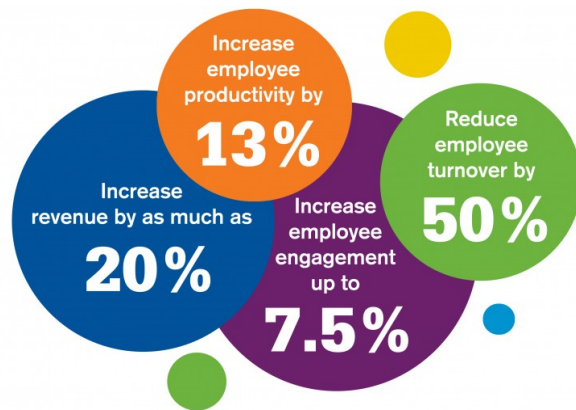 Increase
employee
productivity by
13%
Reduce
employee
turnover by
50%
Increase
revenue by as much as
20%
Increase
employee
engagement
up to
7.5%